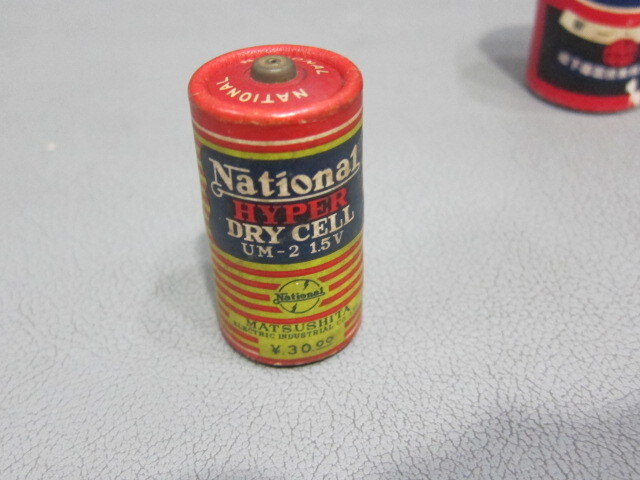 NATIONAL
National
HYPER
DRY CELL
UM-2 1.5V
National
MATSUSHITA
ELECTRIC INDUSTRIAL
¥.30.00